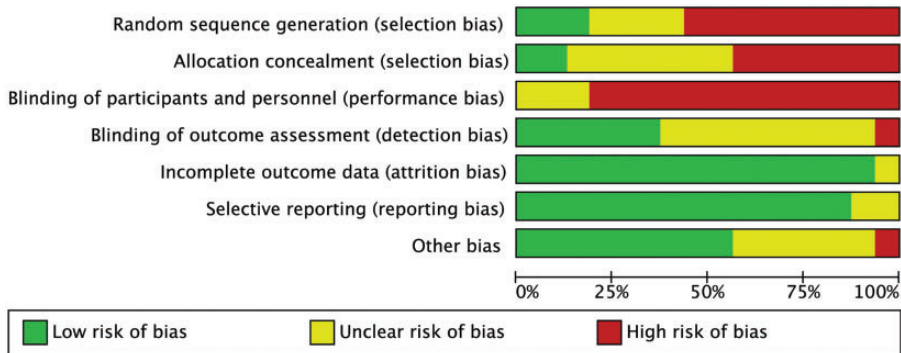 Random sequence generation (selection bias)
Allocation concealment (selection bias)
Blinding of participants and personnel (performance bias)
Blinding of outcome assessment (detection bias)
Incomplete outcome data (attrition bias)
Selective reporting (reporting bias)
Other bias
0% 25% 50% 75% 100%
Low risk of bias Unclear risk of bias High risk of bias